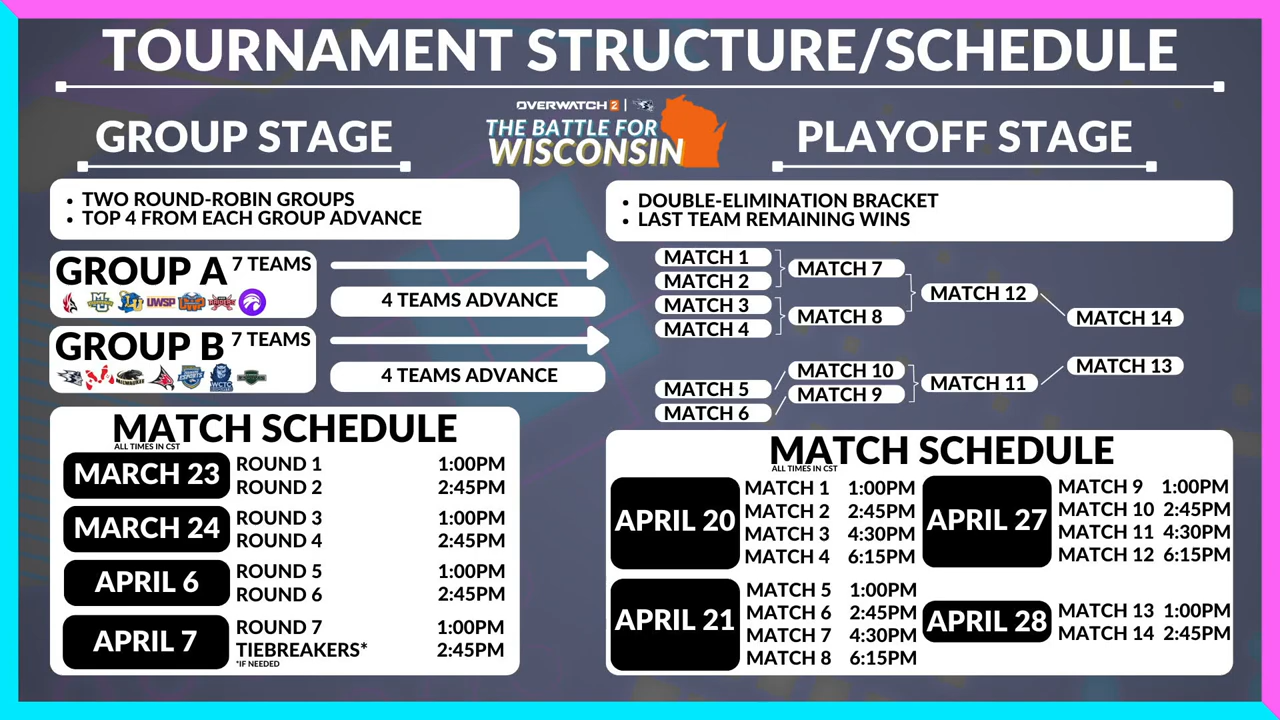 TOURNAMENT STRUCTURE/SCHEDULE
OVERWATCH 2
THE BATTLE FOR
WISCONSIN
GROUP STAGE
• TWO ROUND-ROBIN GROUPS
• TOP 4 FROM EACH GROUP ADVANCE
GROUP A 7 TEAMS
UWSP
4 TEAMS ADVANCE
GROUP B 7 TEAMS
MILWAUKEE
WCTC
4 TEAMS ADVANCE
MATCH SCHEDULE
ALL TIMES IN CST
MARCH 23
ROUND 1 1:00PM
ROUND 2 2:45PM
MARCH 24
ROUND 3 1:00PM
ROUND 4 2:45PM
APRIL 6
ROUND 5 1:00PM
ROUND 6 2:45PM
APRIL 7
ROUND 7 1:00PM
TIEBREAKERS* 2:45PM
*IF NEEDED
PLAYOFF STAGE
• DOUBLE-ELIMINATION BRACKET
• LAST TEAM REMAINING WINS
MATCH 1
MATCH 2
MATCH 3
MATCH 4
MATCH 7
MATCH 8
MATCH 12
MATCH 14
MATCH 5
MATCH 6
MATCH 10
MATCH 9
MATCH 11
MATCH 13
MATCH SCHEDULE
ALL TIMES IN CST
APRIL 20
MATCH 1 1:00PM
MATCH 2 2:45PM
MATCH 3 4:30PM
MATCH 4 6:15PM
APRIL 21
MATCH 5 1:00PM
MATCH 6 2:45PM
MATCH 7 4:30PM
MATCH 8 6:15PM
APRIL 27
MATCH 9 1:00PM
MATCH 10 2:45PM
MATCH 11 4:30PM
MATCH 12 6:15PM
APRIL 28
MATCH 13 1:00PM
MATCH 14 2:45PM